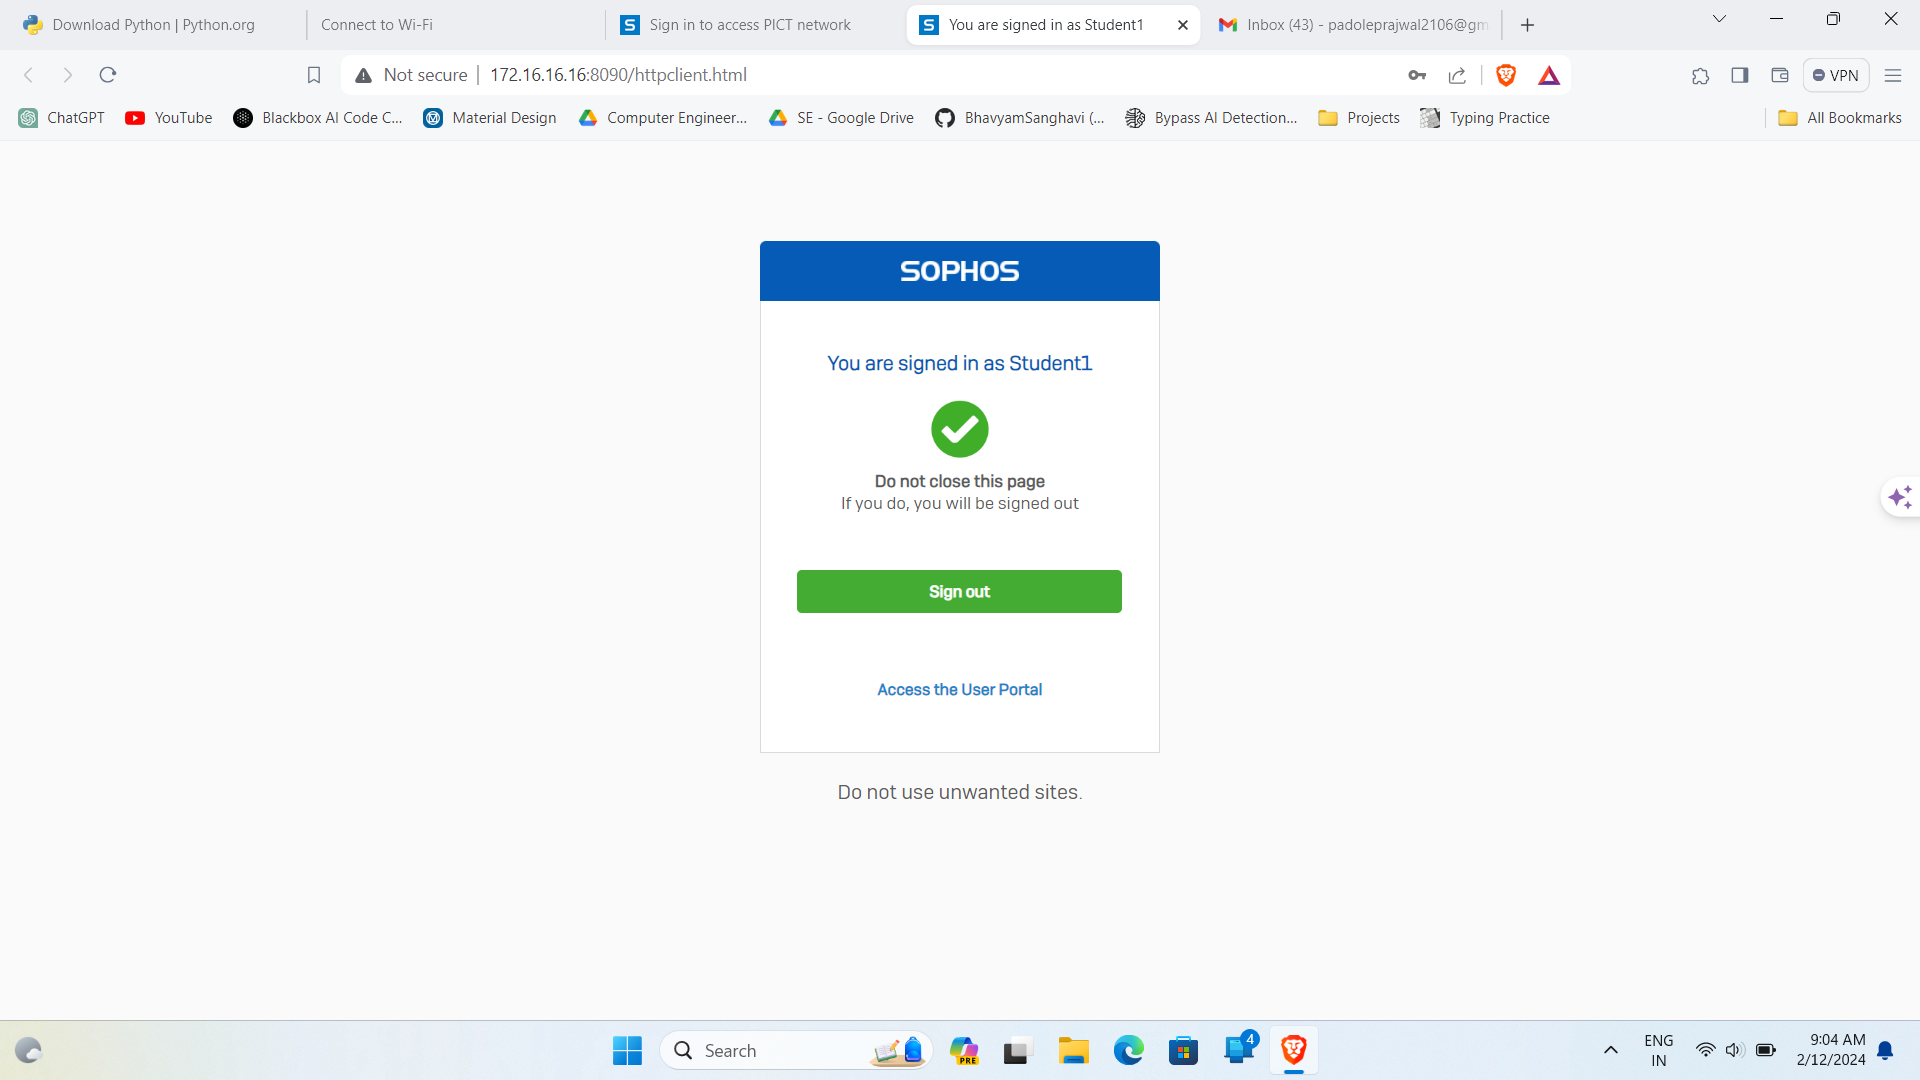 Download Python | Python.org
Connect to Wi-Fi
Sign in to access PICT network
You are signed in as Student1
Inbox (43) - padoleprajwal2106@gm
Not secure
172.16.16.16:8090/httpclient.html
VPN
ChatGPT
YouTube
Blackbox AI Code C...
Material Design
Computer Engineer...
SE - Google Drive
BhavyamSanghavi (...
Bypass AI Detection...
Projects
Typing Practice
All Bookmarks
SOPHOS
You are signed in as Student1
Do not close this page
If you do, you will be signed out
Sign out
Access the User Portal
Do not use unwanted sites.
Search
PRE
4
ENG
IN
9:04 AM
2/12/2024